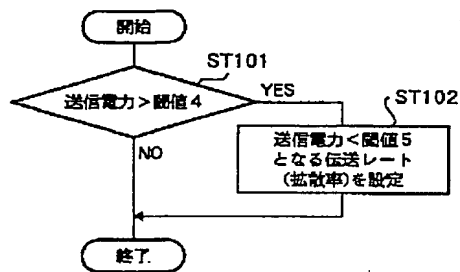 開始
ST101
送信電力>閾値4
YES
ST102
送信電力<閾値5
となる伝送レート
(拡散率)を設定
NO
終了